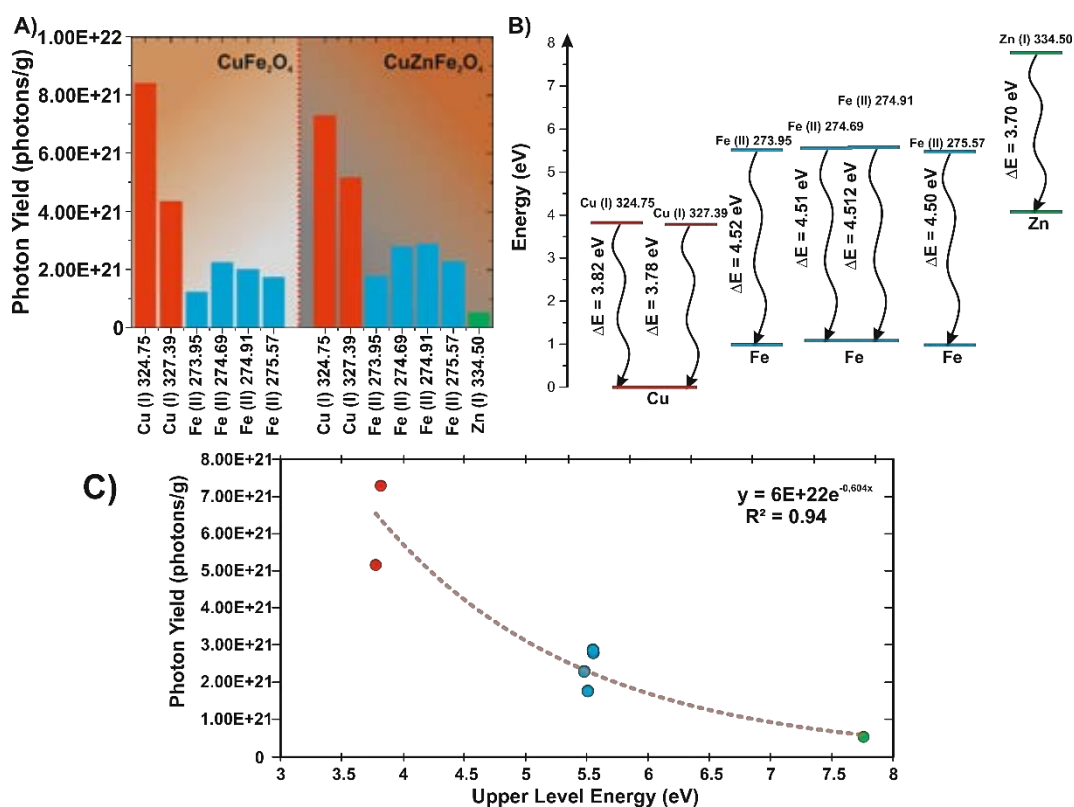 A)
Photon Yield (photons/g)
1.00E+22
8.00E+21
6.00E+21
4.00E+21
2.00E+21
0
CuFe₂O₄
CuZnFe₂O₄
Cu (I) 324.75
Cu (I) 327.39
Fe (II) 273.95
Fe (II) 274.69
Fe (II) 274.91
Fe (II) 275.57
Cu (I) 324.75
Cu (I) 327.39
Fe (II) 273.95
Fe (II) 274.69
Fe (II) 274.91
Fe (II) 275.57
Zn (I) 334.50
B)
Energy (eV)
8
7
6
5
4
3
2
1
0
Cu (I) 324.75
ΔE = 3.82 eV
Cu (I) 327.39
ΔE = 3.78 eV
Cu
Fe (II) 273.95
ΔE = 4.52 eV
Fe
Fe (II) 274.69
ΔE = 4.51 eV
Fe (II) 274.91
ΔE = 4.512 eV
Fe
Fe (II) 275.57
ΔE = 4.50 eV
Fe
Zn (I) 334.50
ΔE = 3.70 eV
Zn
C)
Photon Yield (photons/g)
8.00E+21
7.00E+21
6.00E+21
5.00E+21
4.00E+21
3.00E+21
2.00E+21
1.00E+21
0
y = 6E+22e⁻⁰·⁶⁰⁴ˣ
R² = 0.94
3 3.5 4 4.5 5 5.5 6 6.5 7 7.5 8
Upper Level Energy (eV)